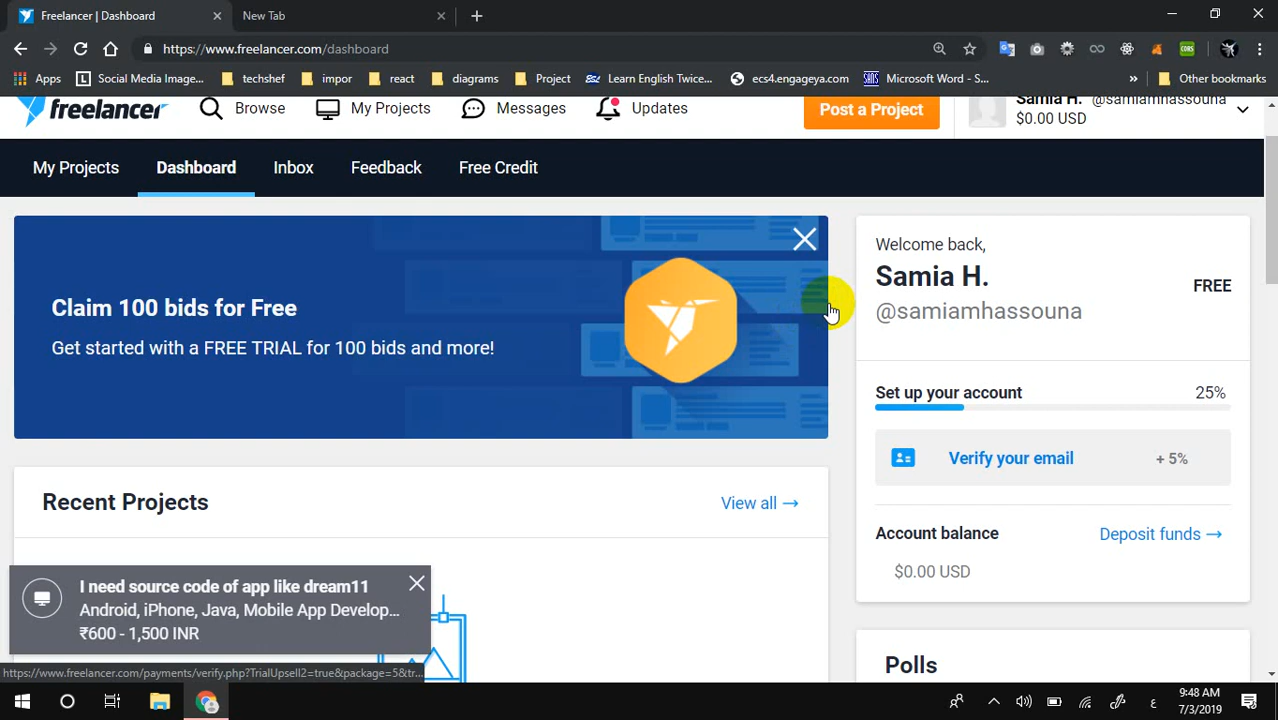 Freelancer | Dashboard
New Tab
https://www.freelancer.com/dashboard
CORS
Apps
L Social Media Image...
techshef
impor
react
diagrams
Project
Learn English Twice...
ecs4.engageya.com
Microsoft Word - S...
»
Other bookmarks
freelancer
Browse
My Projects
Messages
Updates
Post a Project
Samia H. @samiamhassouna
$0.00 USD
My Projects
Dashboard
Inbox
Feedback
Free Credit
Claim 100 bids for Free
Get started with a FREE TRIAL for 100 bids and more!
Welcome back,
Samia H.
@samiamhassouna
FREE
Set up your account
25%
Verify your email
+ 5%
Account balance
Deposit funds →
$0.00 USD
Recent Projects
View all →
I need source code of app like dream11
Android, iPhone, Java, Mobile App Develop...
₹600 - 1,500 INR
Polls
https://www.freelancer.com/payments/verify.php?TrialUpsell2=true&package=5&tr...
ع
9:48 AM
7/3/2019